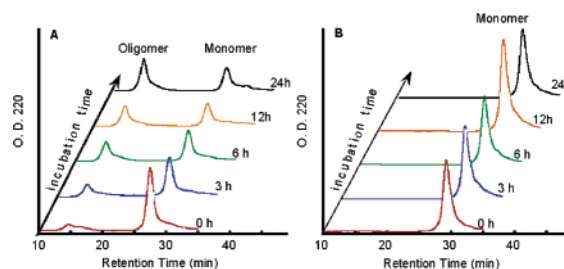 A
Oligomer
Monomer
24h
12h
6 h
3 h
0 h
incubation time
O.D. 220
10
20
30
40
Retention Time (min)
B
Monomer
24
12h
6 h
3 h
0 h
incubation time
O.D. 220
10
20
30
40
Retention Time (min)